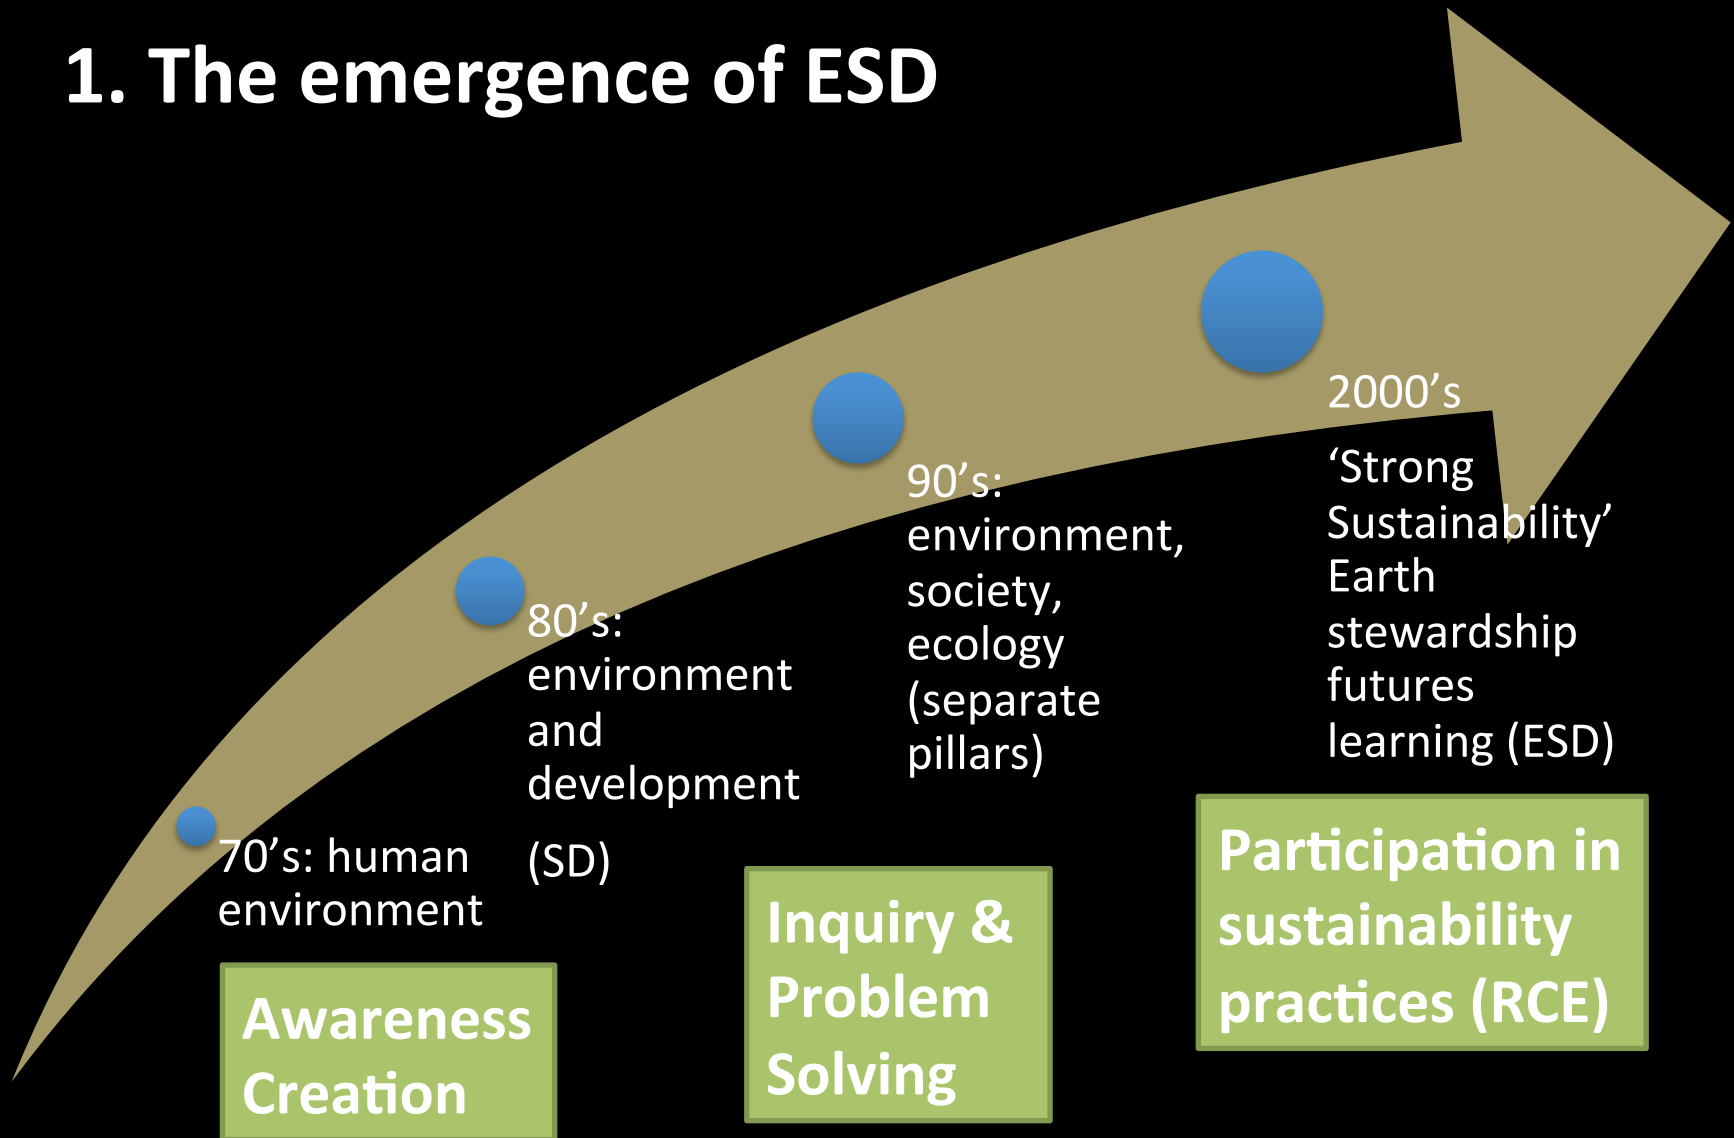 1. The emergence of ESD
70’s: human
environment
80’s:
environment
and
development
(SD)
90’s:
environment,
society,
ecology
(separate
pillars)
2000’s
‘Strong
Sustainability’
Earth
stewardship
futures
learning (ESD)
Awareness
Creation
Inquiry &
Problem
Solving
Participation in
sustainability
practices (RCE)